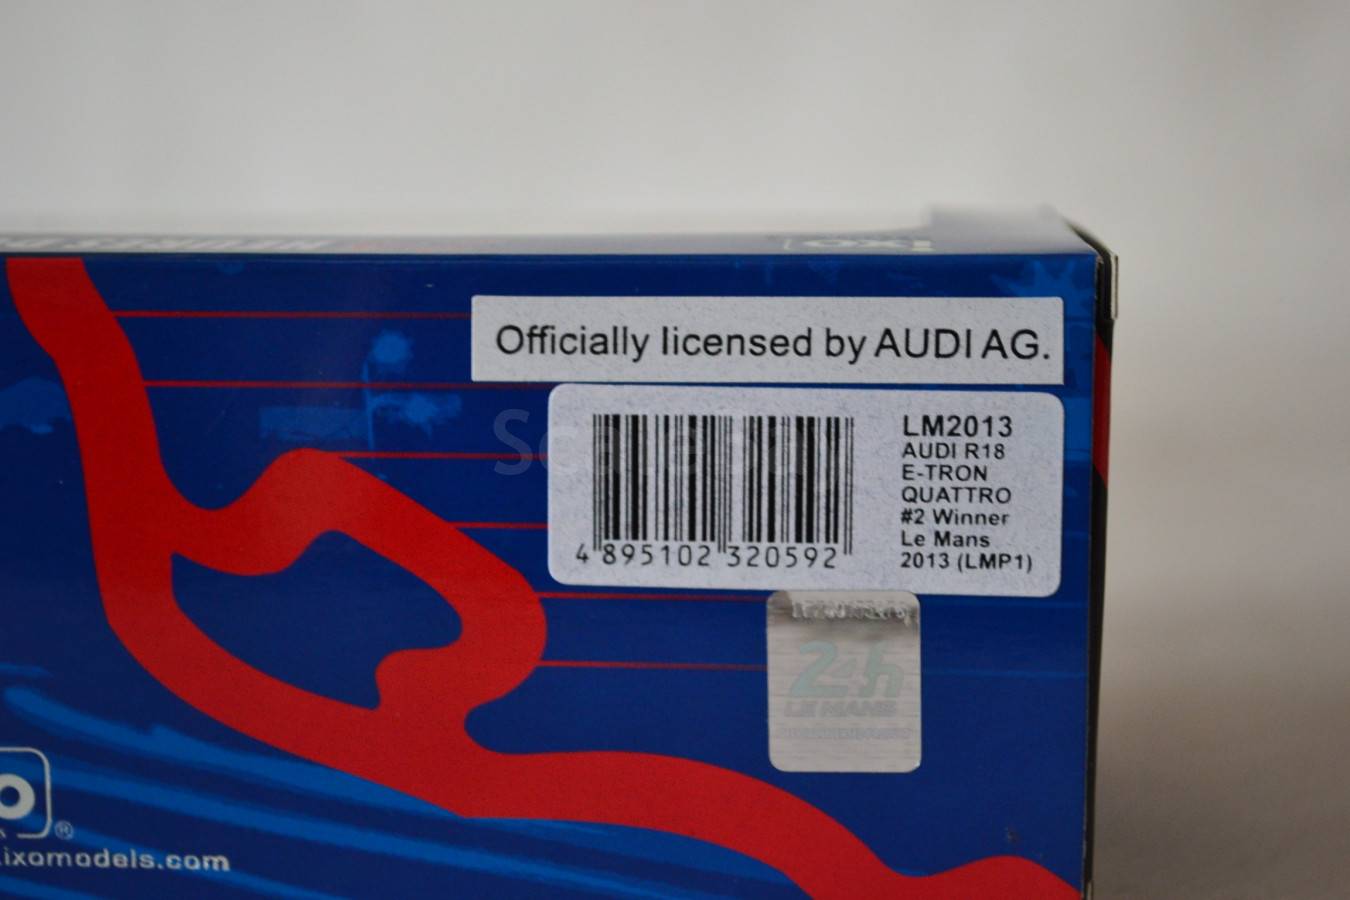 ixo
Officially licensed by AUDI AG.
LM2013
AUDI R18
E-TRON
QUATTRO
#2 Winner
Le Mans
2013 (LMP1)
4 895102 320592
24h
LE MANS
®
.ixomodels.com